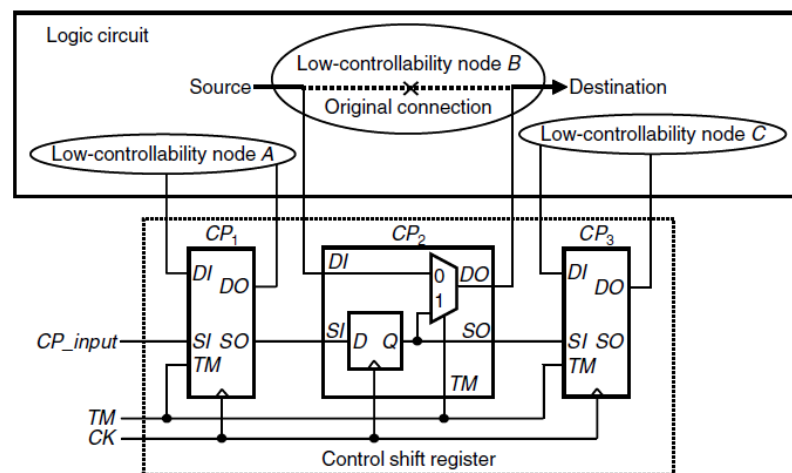 Logic circuit
Low-controllability node B
Source
Destination
Original connection
Low-controllability node A
Low-controllability node C
CP1
CP2
CP3
DI
DO
SI SO
TM
DI
0
1
DO
SI
D Q
SO
TM
DI
DO
SI SO
TM
CP_input
TM
CK
Control shift register